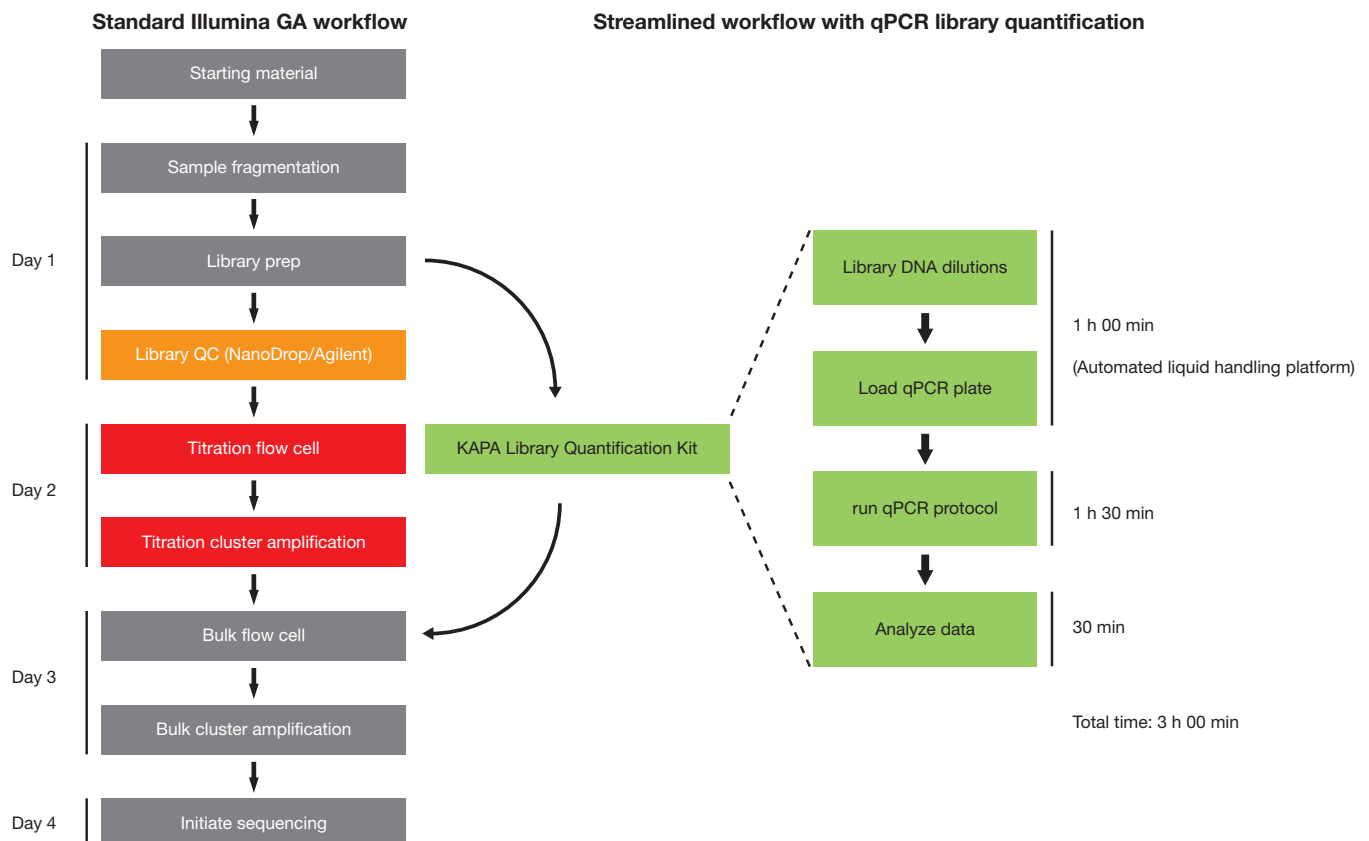 Standard Illumina GA workflow
Starting material
Day 1
Sample fragmentation
Library prep
Library QC (NanoDrop/Agilent)
Day 2
Titration flow cell
Titration cluster amplification
Day 3
Bulk flow cell
Bulk cluster amplification
Day 4
Initiate sequencing
Streamlined workflow with qPCR library quantification
KAPA Library Quantification Kit
Library DNA dilutions
Load qPCR plate
1 h 00 min
(Automated liquid handling platform)
run qPCR protocol
1 h 30 min
Analyze data
30 min
Total time: 3 h 00 min